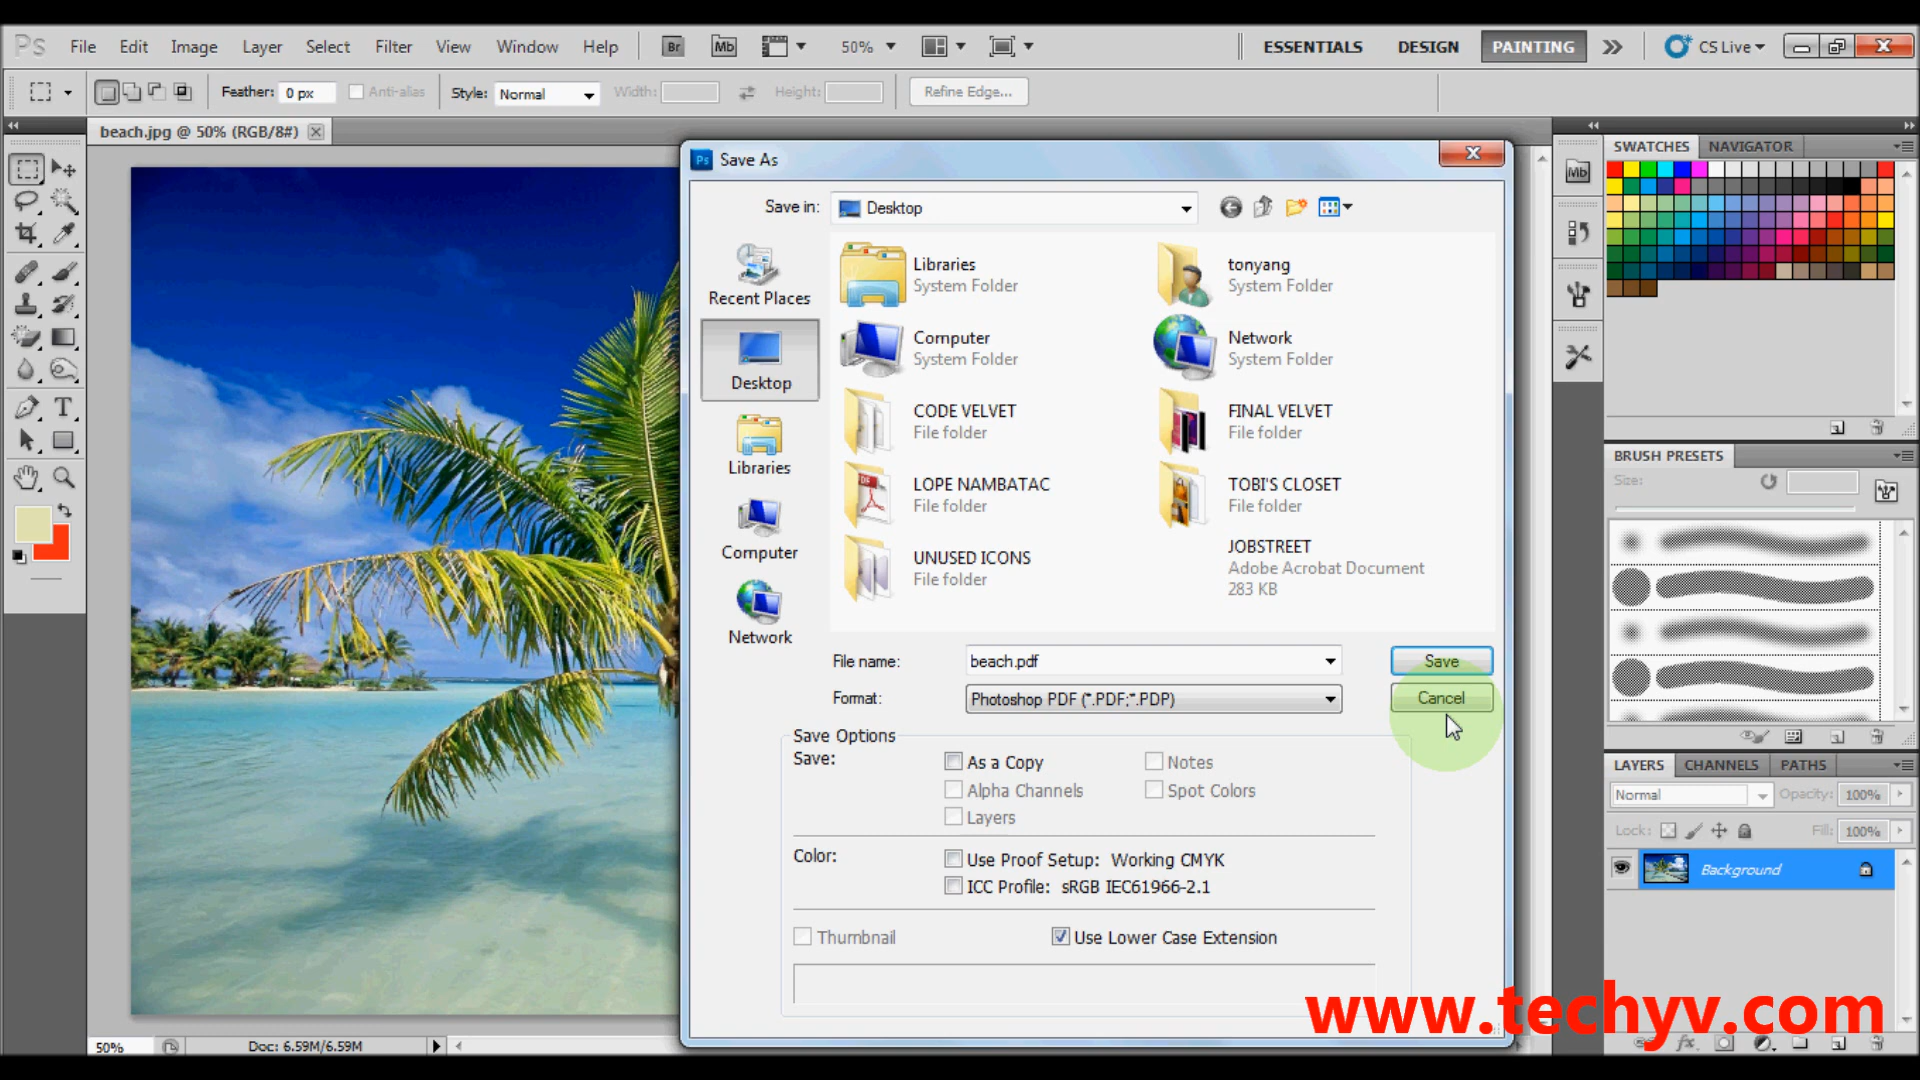 Ps File Edit Image Layer Select Filter View Window Help Br Mb 50% ESSENTIALS DESIGN PAINTING CS Live
Feather: 0 px Anti-alias Style: Normal Width: Height: Refine Edge...
beach.jpg @ 50% (RGB/8#)
Ps Save As
Save in: Desktop
Recent Places
Desktop
Libraries
Computer
Network
Libraries
System Folder
tonyang
System Folder
Computer
System Folder
Network
System Folder
CODE VELVET
File folder
FINAL VELVET
File folder
LOPE NAMBATAC
File folder
TOBI'S CLOSET
File folder
UNUSED ICONS
File folder
JOBSTREET
Adobe Acrobat Document
283 KB
File name: beach.pdf Save
Format: Photoshop PDF (*.PDF;*.PDP) Cancel
Save Options
Save: As a Copy Notes
Alpha Channels Spot Colors
Layers
Color: Use Proof Setup: Working CMYK
ICC Profile: sRGB IEC61966-2.1
Thumbnail Use Lower Case Extension
SWATCHES NAVIGATOR
Mb
BRUSH PRESETS
Size:
LAYERS CHANNELS PATHS
Normal Opacity: 100%
Lock: Fill: 100%
Background
www.techyv.com
50% Doc: 6.59M/6.59M
fx